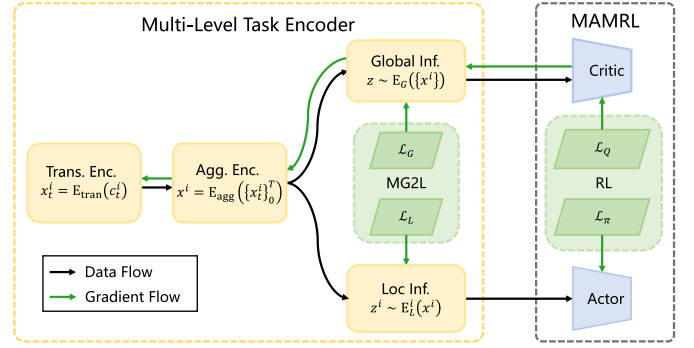 Multi-Level Task Encoder
MAMRL
Global Inf.
z ~ E_G({x^i})
Critic
Trans. Enc.
x_t^i = E_tran(c_t^i)
Agg. Enc.
x^i = E_agg({x_t^i}_0^T)
ℒ_G
MG2L
ℒ_L
ℒ_Q
RL
ℒ_π
Data Flow
Gradient Flow
Loc Inf.
z^i ~ E_L^i(x^i)
Actor